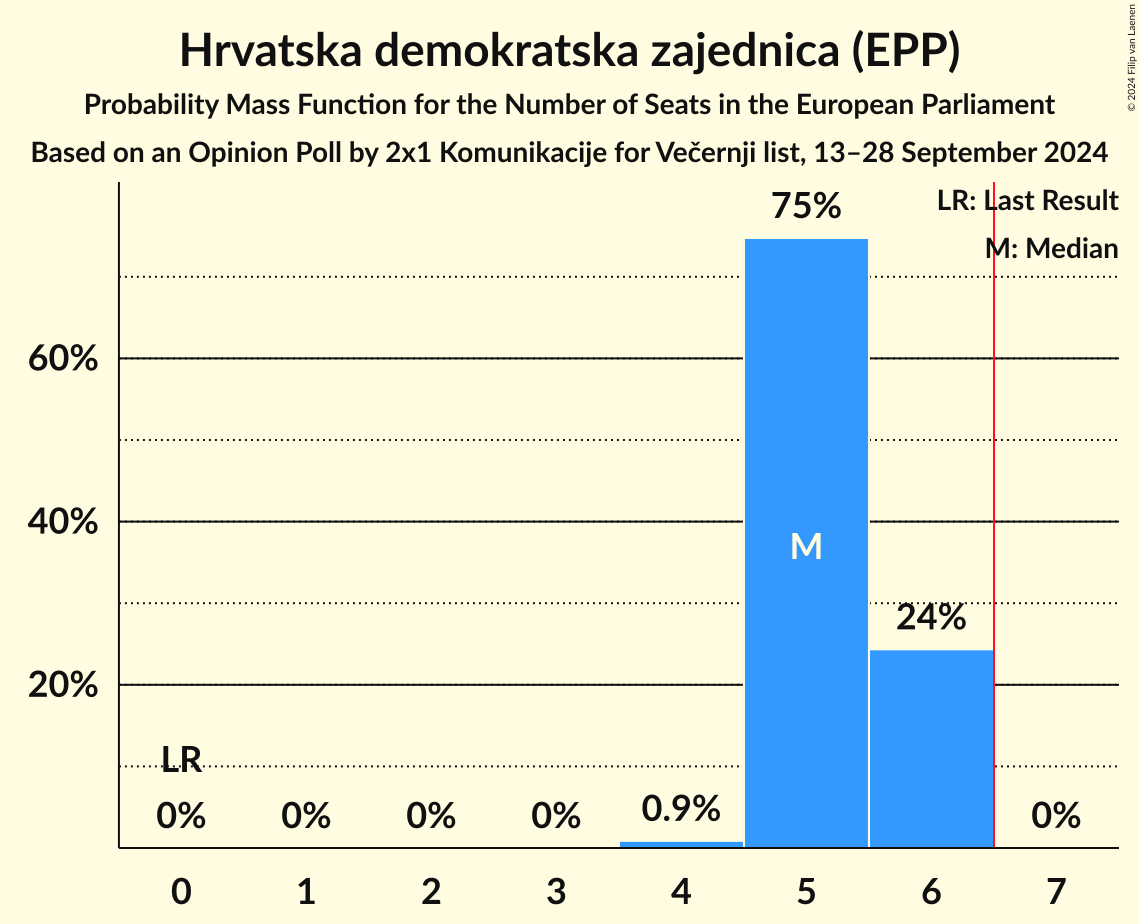 Hrvatska demokratska zajednica (EPP)
Probability Mass Function for the Number of Seats in the European Parliament
Based on an Opinion Poll by 2x1 Komunikacije for Večernji list, 13–28 September 2024
© 2024 Filip van Laenen
LR: Last Result
M: Median
75%
60%
40%
M
24%
20%
LR
0% 0% 0% 0% 0.9% 0%
0 1 2 3 4 5 6 7